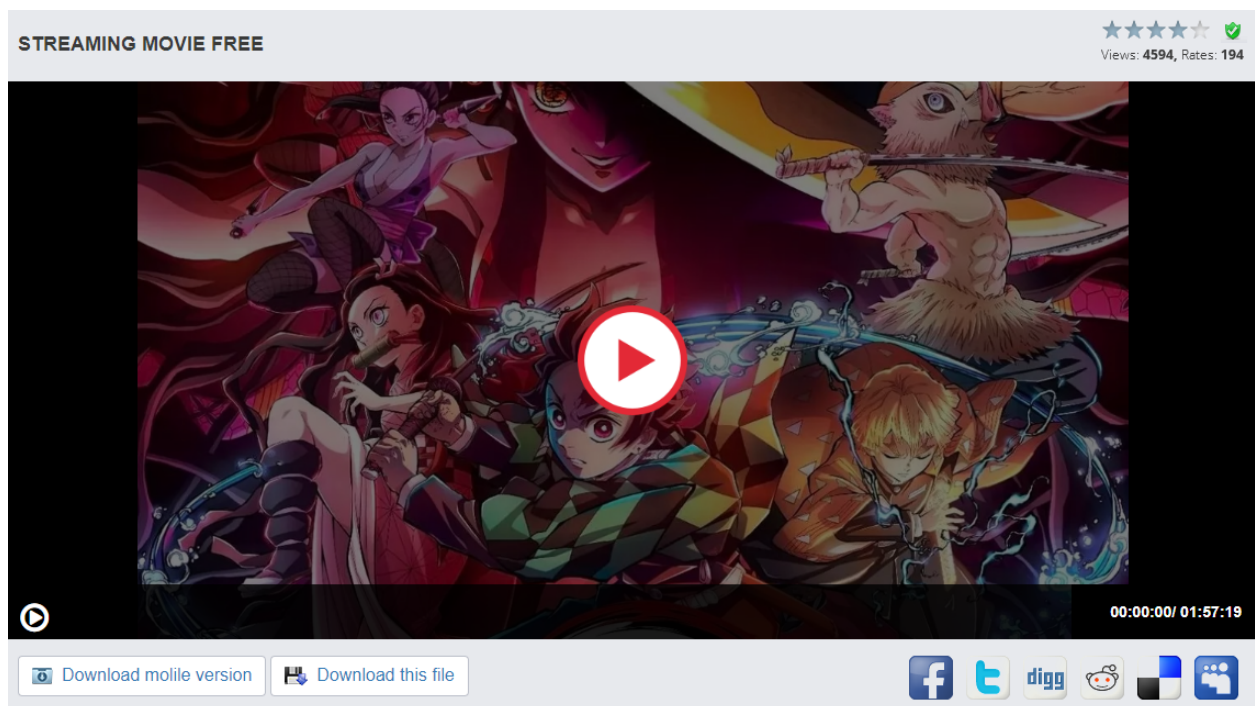 STREAMING MOVIE FREE
Views: 4594, Rates: 194
00:00:00/ 01:57:19
Download molile version
Download this file
digg